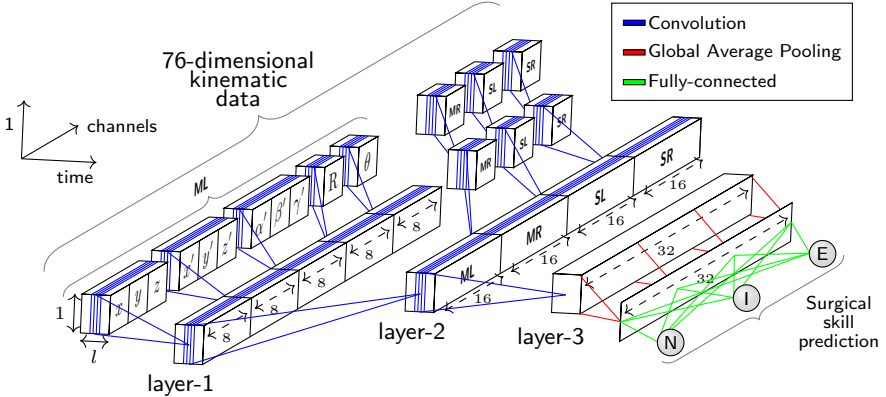 76-dimensional
kinematic
data
Convolution
Global Average Pooling
Fully-connected
1
channels
time
ML
MR
SL
SR
MR
SL
SR
x
y
z
x′
y′
z′
α′
β′
γ′
R
θ
1
l
8
8
8
8
8
layer-1
ML
MR
SL
SR
16
16
16
16
layer-2
32
layer-3
32
N
I
E
Surgical
skill
prediction